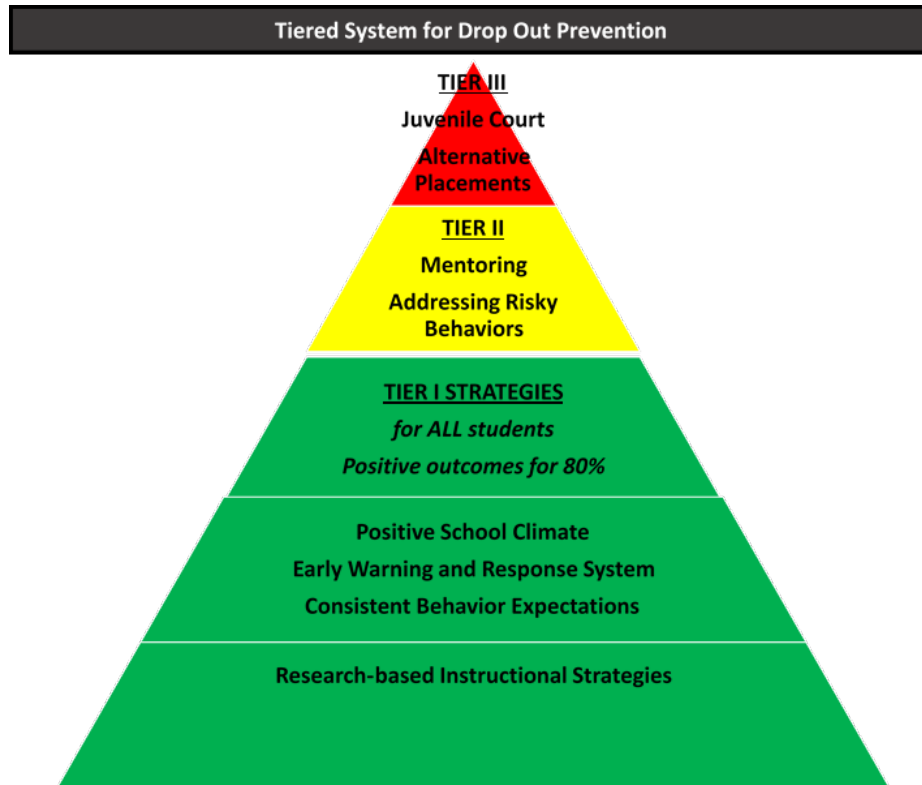 Tiered System for Drop Out Prevention
TIER III
Juvenile Court
Alternative
Placements
TIER II
Mentoring
Addressing Risky
Behaviors
TIER I STRATEGIES
for ALL students
Positive outcomes for 80%
Positive School Climate
Early Warning and Response System
Consistent Behavior Expectations
Research-based Instructional Strategies